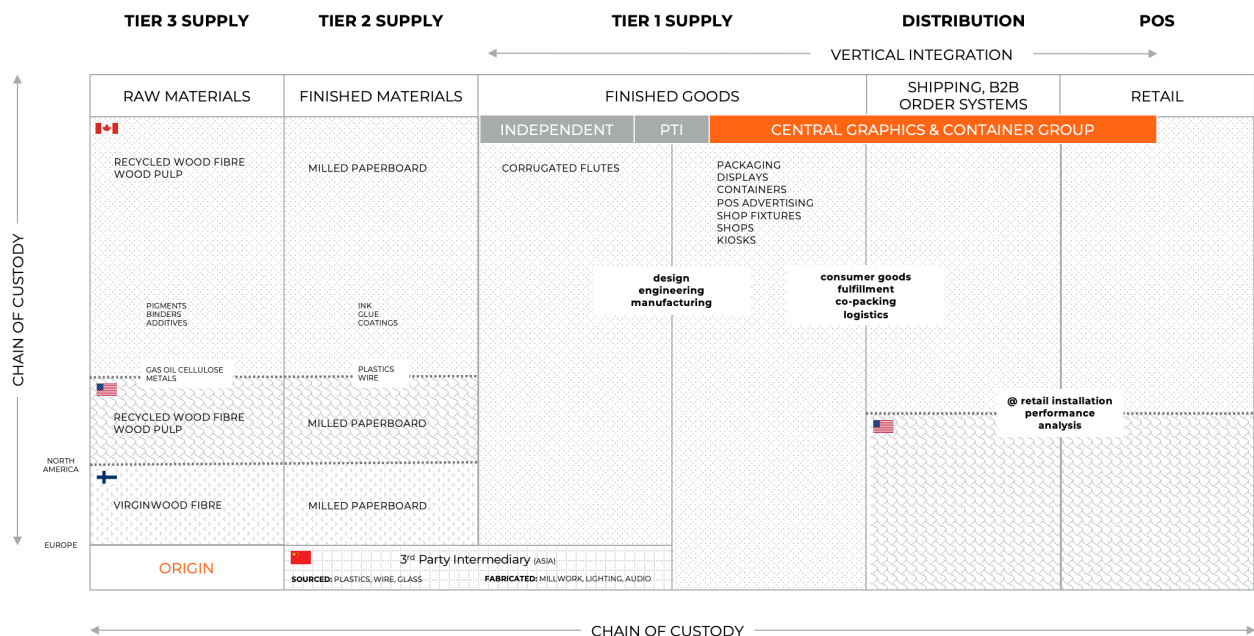 TIER 3 SUPPLY
TIER 2 SUPPLY
TIER 1 SUPPLY
DISTRIBUTION
POS
VERTICAL INTEGRATION
RAW MATERIALS
FINISHED MATERIALS
FINISHED GOODS
SHIPPING, B2B
ORDER SYSTEMS
RETAIL
INDEPENDENT
PTI
CENTRAL GRAPHICS & CONTAINER GROUP
RECYCLED WOOD FIBRE
WOOD PULP
MILLED PAPERBOARD
CORRUGATED FLUTES
PACKAGING
DISPLAYS
CONTAINERS
POS ADVERTISING
SHOP FIXTURES
SHOPS
KIOSKS
design
engineering
manufacturing
consumer goods
fulfillment
co-packing
logistics
PIGMENTS
BINDERS
ADDITIVES
INK
GLUE
COATINGS
GAS OIL CELLULOSE
METALS
PLASTICS
WIRE
RECYCLED WOOD FIBRE
WOOD PULP
MILLED PAPERBOARD
@ retail installation
performance
analysis
NORTH
AMERICA
VIRGINWOOD FIBRE
MILLED PAPERBOARD
EUROPE
ORIGIN
3rd Party Intermediary (ASIA)
SOURCED: PLASTICS, WIRE, GLASS
FABRICATED: MILLWORK, LIGHTING, AUDIO
CHAIN OF CUSTODY
CHAIN OF CUSTODY